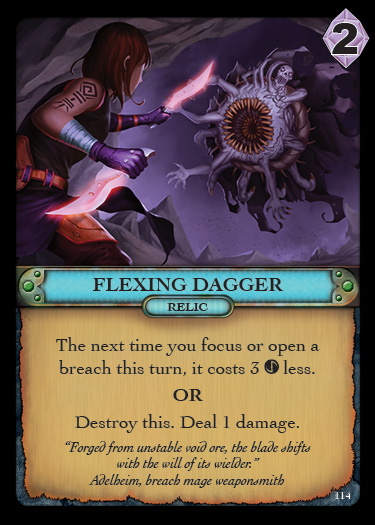 2
FLEXING DAGGER
RELIC
The next time you focus or open a
breach this turn, it costs 3 less.
OR
Destroy this. Deal 1 damage.
“Forged from unstable void ore, the blade shifts
with the will of its wielder.”
Adelheim, breach mage weaponsmith
114